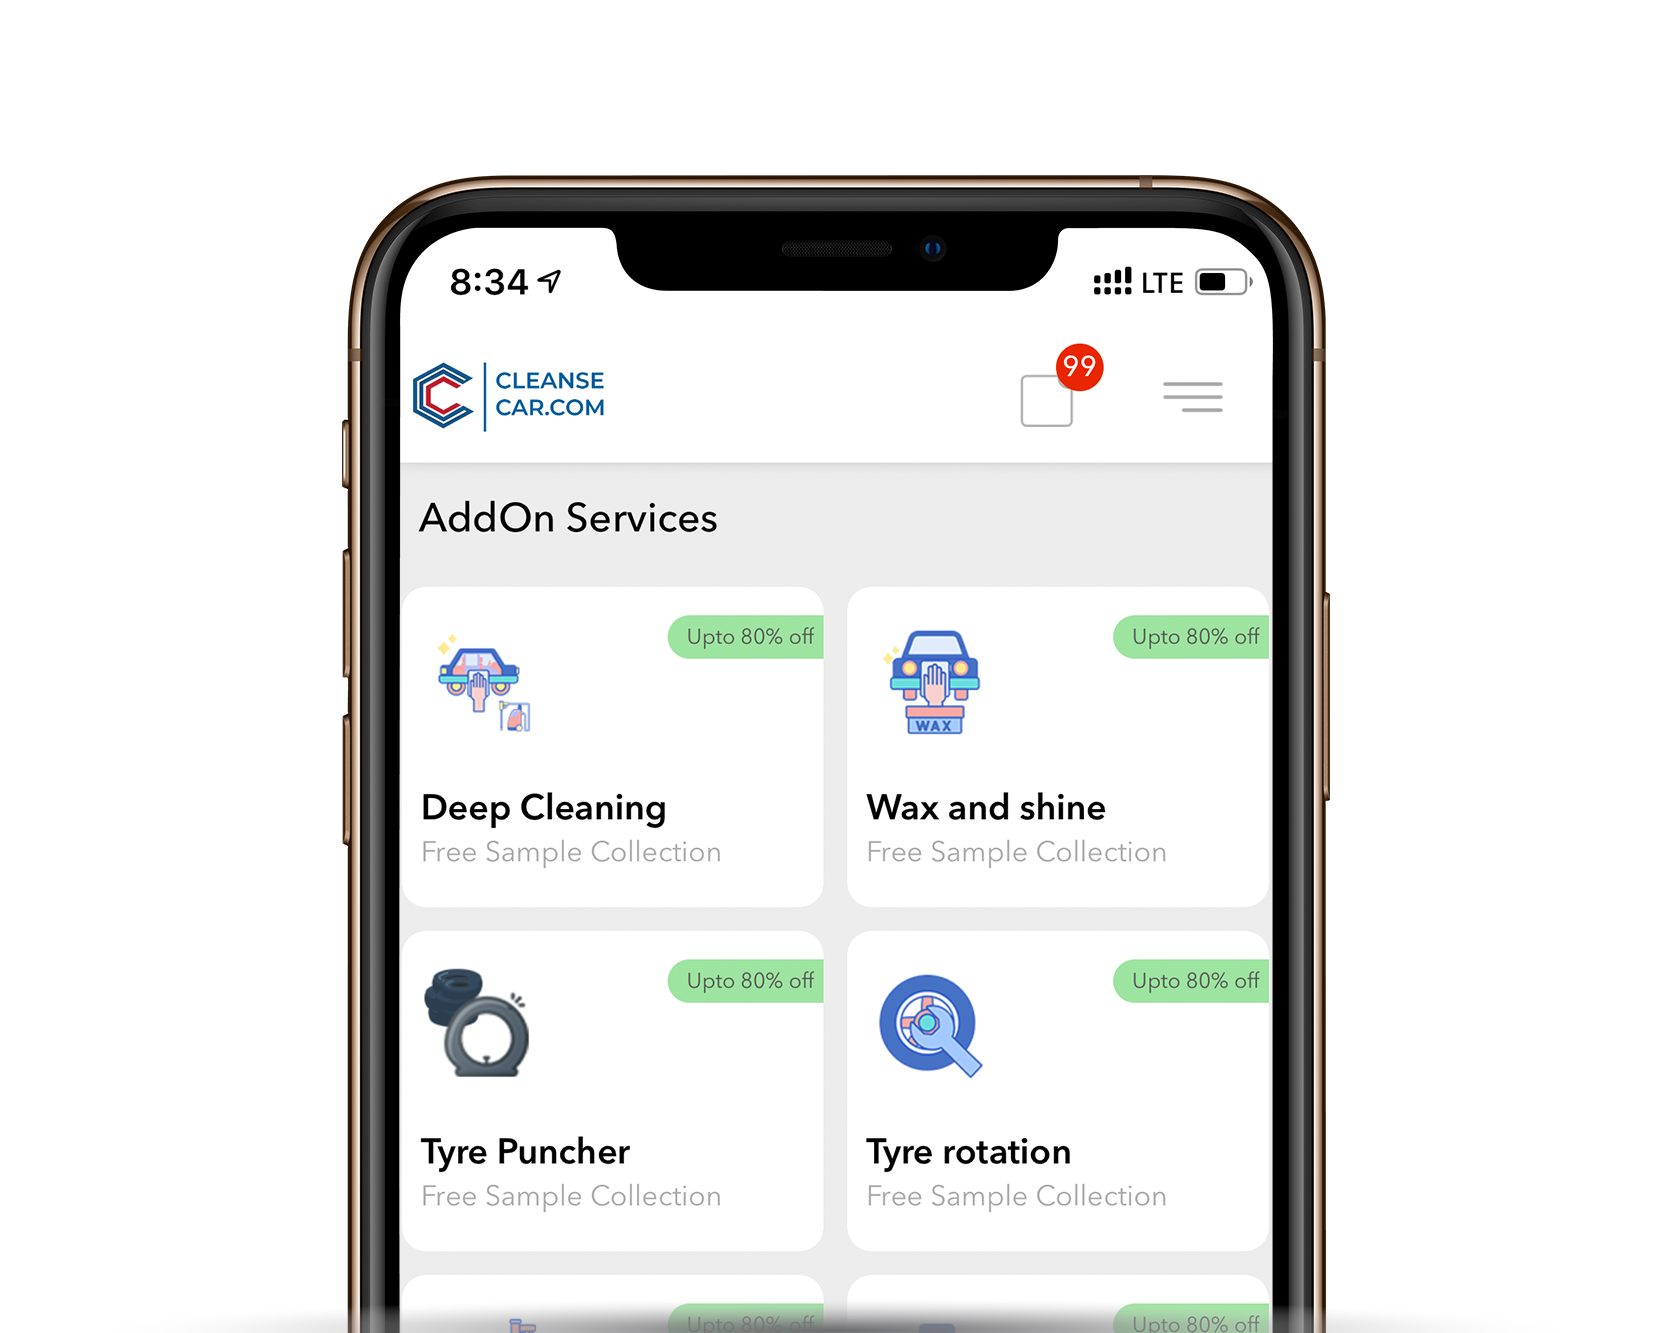 8:34
LTE
CLEANSE
CAR.COM
99
AddOn Services
Upto 80% off
Upto 80% off
WAX
Deep Cleaning
Wax and shine
Free Sample Collection
Free Sample Collection
Upto 80% off
Upto 80% off
Tyre Puncher
Tyre rotation
Free Sample Collection
Free Sample Collection
Upto 80% off
Upto 80% off